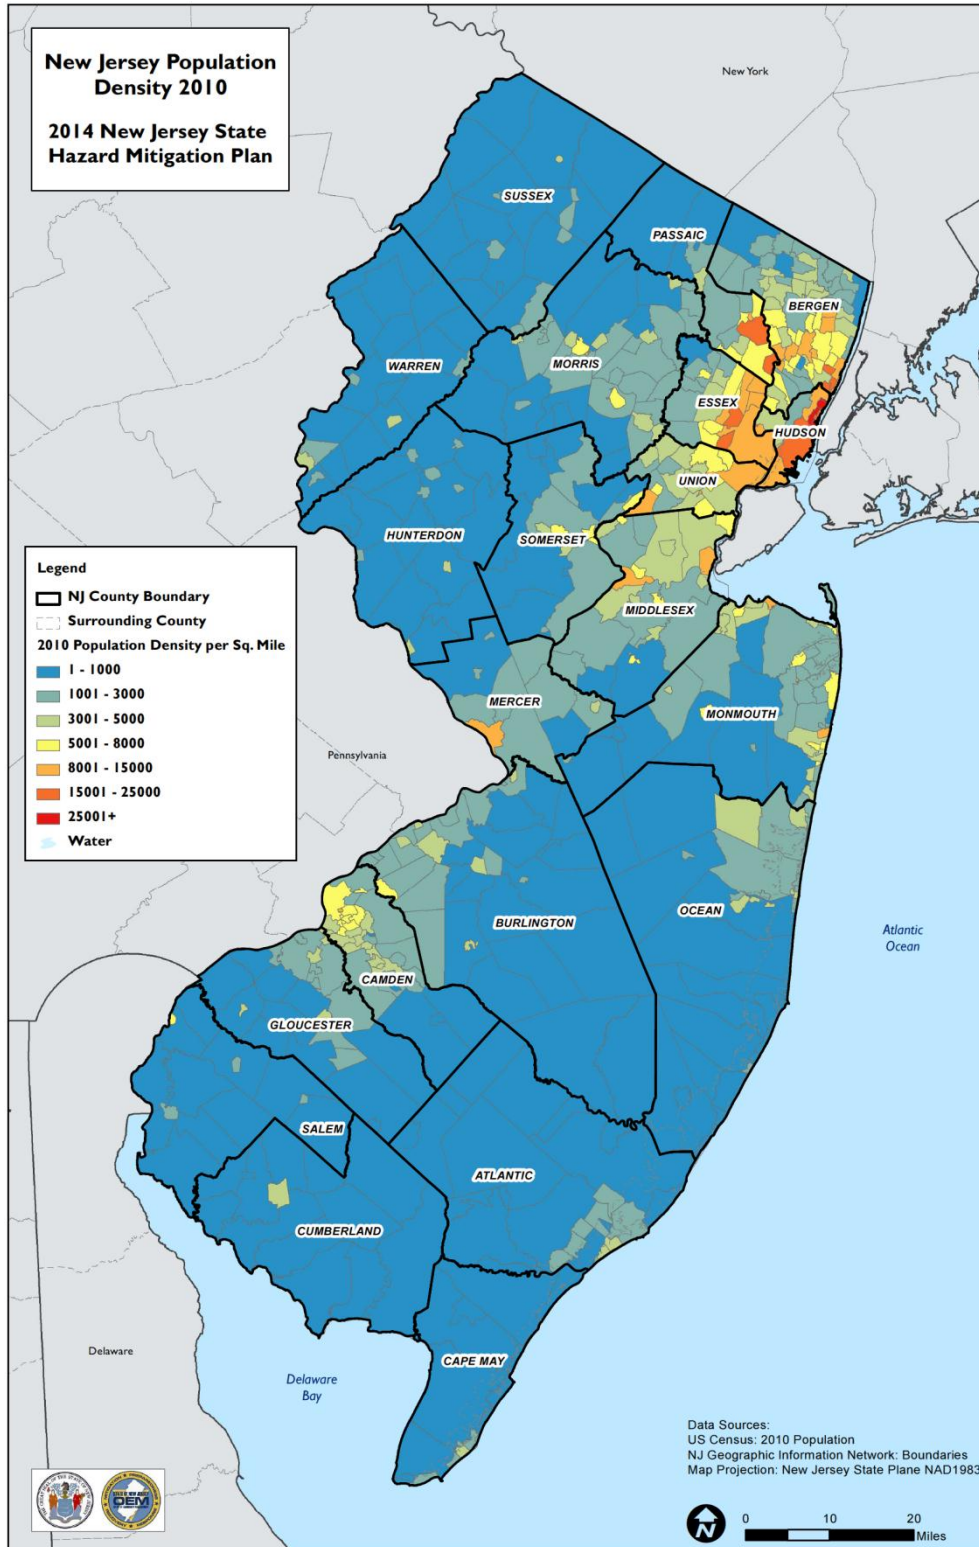 New Jersey Population
Density 2010
2014 New Jersey State
Hazard Mitigation Plan
New York
SUSSEX
PASSAIC
BERGEN
WARREN
MORRIS
ESSEX
HUDSON
UNION
HUNTERDON
SOMERSET
MIDDLESEX
MERCER
MONMOUTH
Pennsylvania
Legend
NJ County Boundary
Surrounding County
2010 Population Density per Sq. Mile
1 - 1000
1001 - 3000
3001 - 5000
5001 - 8000
8001 - 15000
15001 - 25000
25001+
Water
OCEAN
BURLINGTON
Atlantic
Ocean
CAMDEN
GLOUCESTER
SALEM
ATLANTIC
CUMBERLAND
Delaware
CAPE MAY
Delaware
Bay
Data Sources:
US Census: 2010 Population
NJ Geographic Information Network: Boundaries
Map Projection: New Jersey State Plane NAD1983
OEM
N
0 10 20
Miles